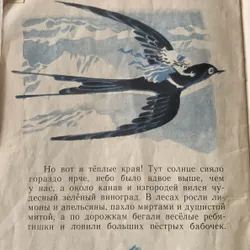 Но вот и тёплые края! Тут солнце сияло
гораздо ярче, небо было вдвое выше, чем
у нас, а около канав и изгородей вился чу-
десный зелёный виноград. В лесах росли ли-
моны и апельсины, пахло миртами и душистой
мятой, а по дорожкам бегали весёлые ребя-
тишки и ловили больших пёстрых бабочек.